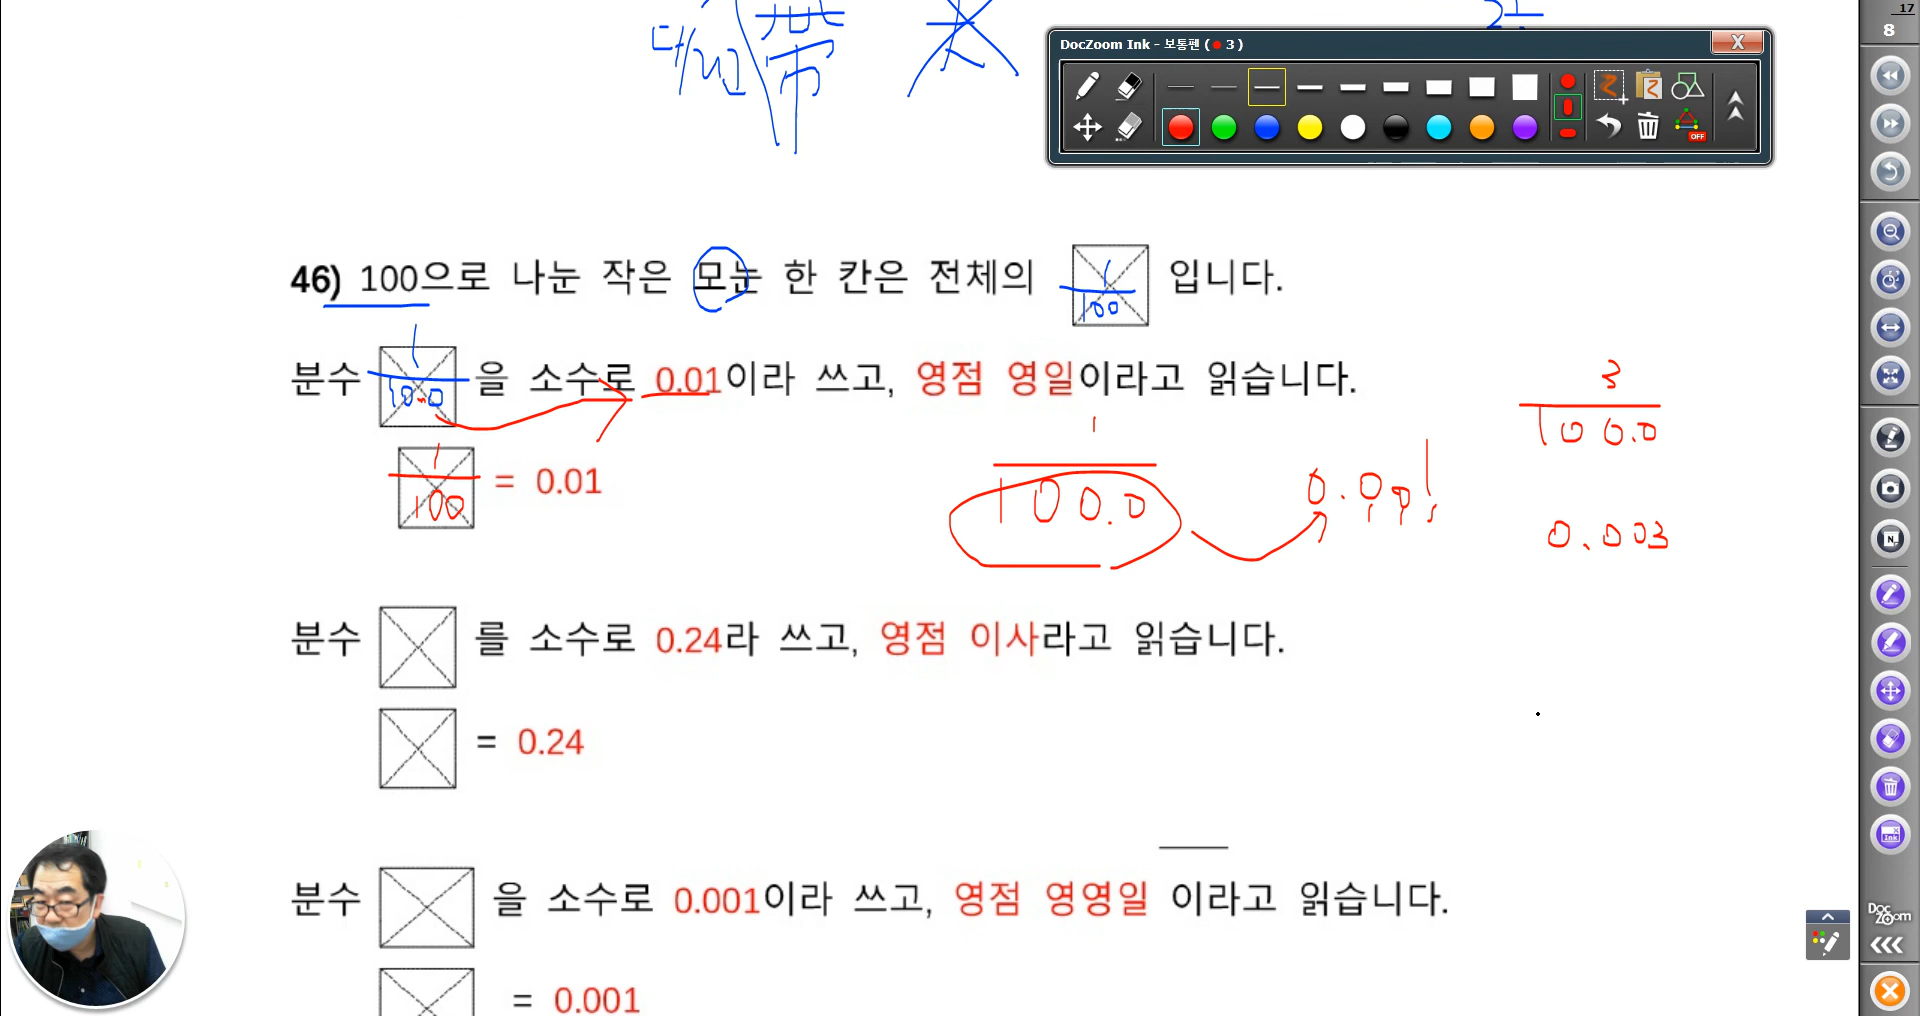 17
8
DocZoom Ink - 보통펜 ( 3 )
X
OFF
46) 100으로 나눈 작은 모눈 한 칸은 전체의 1/100 입니다.
분수 1/100 을 소수로 0.01이라 쓰고, 영점 영일이라고 읽습니다.
3
100.0
1/100 = 0.01
1
100.0
0.001
0.003
분수 를 소수로 0.24라 쓰고, 영점 이사라고 읽습니다.
= 0.24
분수 을 소수로 0.001이라 쓰고, 영점 영영일 이라고 읽습니다.
= 0.001
N
Ink
Doc Zoom